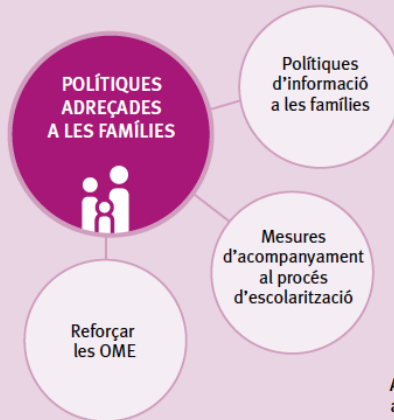 POLÍTIQUES
ADREÇADES
A LES FAMÍLIES
Polítiques
d'informació
a les famílies
Mesures
d'acompanyament
al procés
d'escolarització
Reforçar
les OME